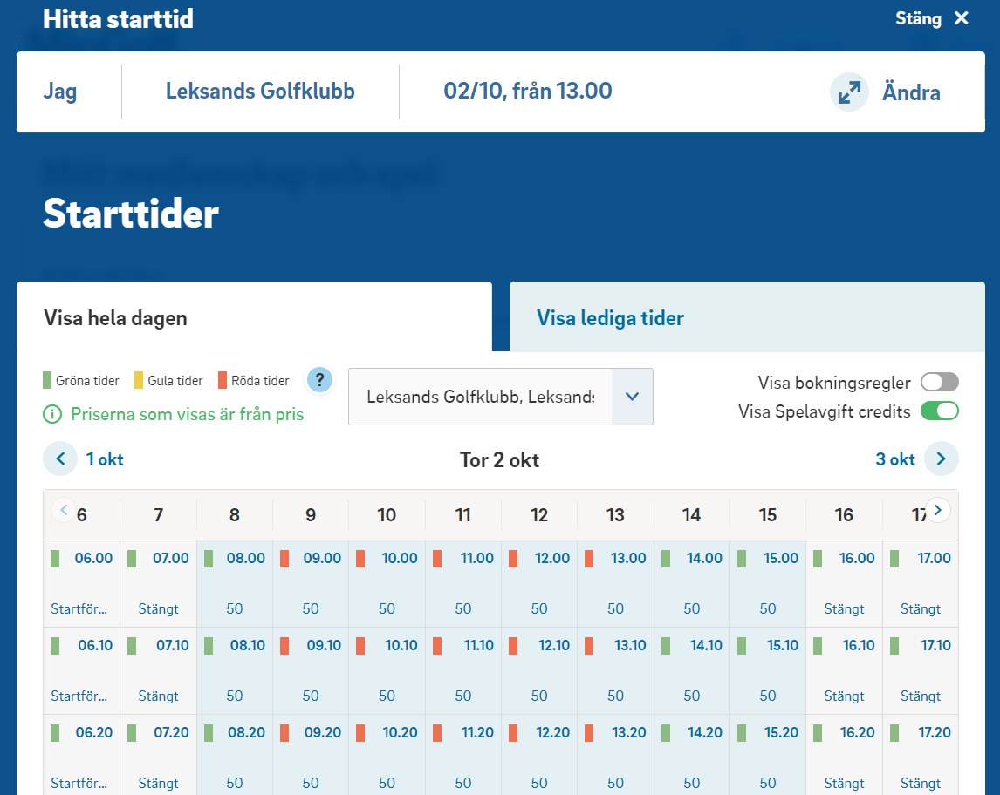 Hitta starttid Stäng
Jag Leksands Golfklubb 02/10, från 13.00 Ändra
Mitt medlemskap och spel
Starttider
Visa hela dagen Visa lediga tider
Gröna tider Gula tider Röda tider ? Leksands Golfklubb, Leksands Visa bokningsregler
Priserna som visas är från pris Visa Spelavgift credits
1 okt Tor 2 okt 3 okt
6 7 8 9 10 11 12 13 14 15 16 17
06.00 07.00 08.00 09.00 10.00 11.00 12.00 13.00 14.00 15.00 16.00 17.00
Startför... Stängt 50 50 50 50 50 50 50 50 Stängt Stängt
06.10 07.10 08.10 09.10 10.10 11.10 12.10 13.10 14.10 15.10 16.10 17.10
Startför... Stängt 50 50 50 50 50 50 50 50 Stängt Stängt
06.20 07.20 08.20 09.20 10.20 11.20 12.20 13.20 14.20 15.20 16.20 17.20
Startför... Stängt 50 50 50 50 50 50 50 50 Stängt Stängt